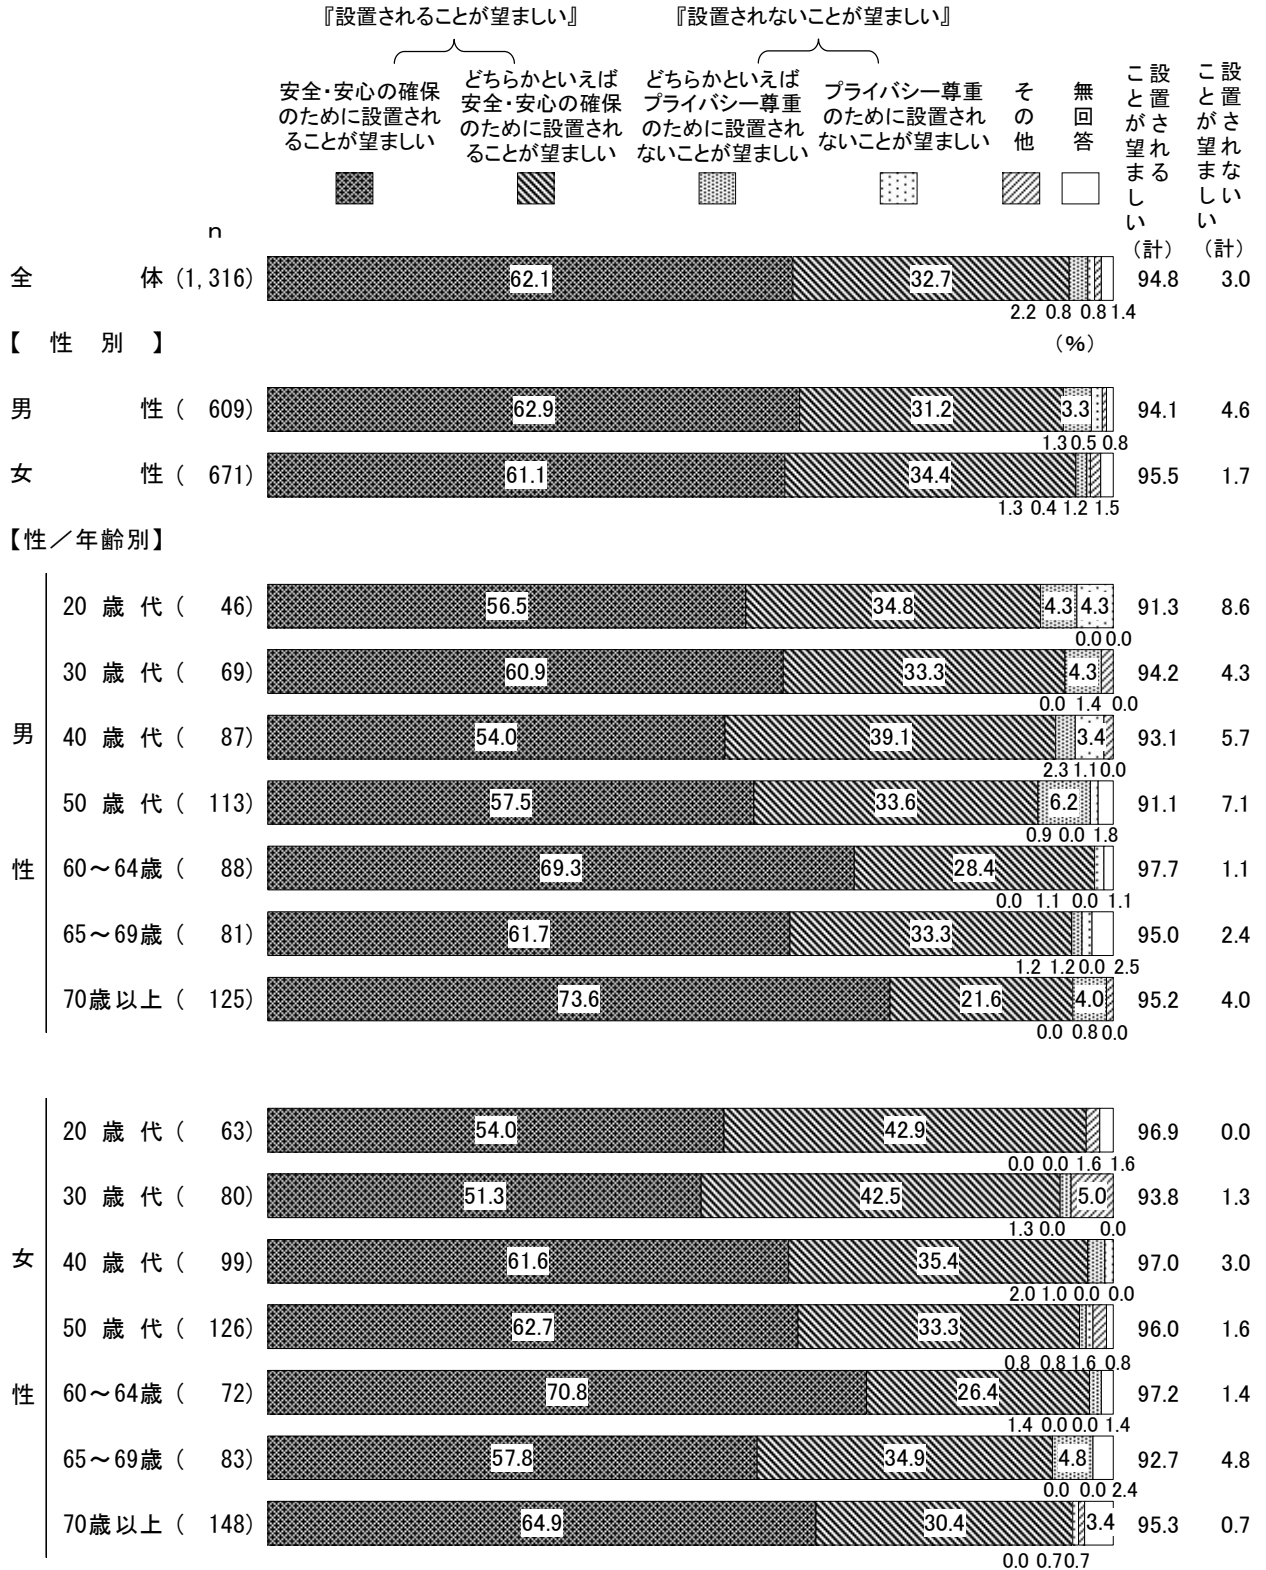 『設置されることが望ましい』 『設置されないことが望ましい』
安全・安心の確保のために設置されることが望ましい
どちらかといえば安全・安心の確保のために設置されることが望ましい
どちらかといえばプライバシー尊重のために設置されないことが望ましい
プライバシー尊重のために設置されないことが望ましい
その他
無回答
設置されることが望ましい(計)
設置されないことが望ましい(計)
n
全体 (1,316) 62.1 32.7 94.8 3.0
2.2 0.8 0.8 1.4
【性別】 (%)
男性 (609) 62.9 31.2 3.3 94.1 4.6
1.3 0.5 0.8
女性 (671) 61.1 34.4 95.5 1.7
1.3 0.4 1.2 1.5
【性/年齢別】
男性
20歳代 (46) 56.5 34.8 4.3 4.3 91.3 8.6
0.0 0.0
30歳代 (69) 60.9 33.3 4.3 94.2 4.3
0.0 1.4 0.0
40歳代 (87) 54.0 39.1 3.4 93.1 5.7
2.3 1.1 0.0
50歳代 (113) 57.5 33.6 6.2 91.1 7.1
0.9 0.0 1.8
60~64歳 (88) 69.3 28.4 97.7 1.1
0.0 1.1 0.0 1.1
65~69歳 (81) 61.7 33.3 95.0 2.4
1.2 1.2 0.0 2.5
70歳以上 (125) 73.6 21.6 4.0 95.2 4.0
0.0 0.8 0.0
女性
20歳代 (63) 54.0 42.9 96.9 0.0
0.0 0.0 1.6 1.6
30歳代 (80) 51.3 42.5 5.0 93.8 1.3
1.3 0.0 0.0
40歳代 (99) 61.6 35.4 97.0 3.0
2.0 1.0 0.0 0.0
50歳代 (126) 62.7 33.3 96.0 1.6
0.8 0.8 1.6 0.8
60~64歳 (72) 70.8 26.4 97.2 1.4
1.4 0.0 0.0 1.4
65~69歳 (83) 57.8 34.9 4.8 92.7 4.8
0.0 0.0 2.4
70歳以上 (148) 64.9 30.4 3.4 95.3 0.7
0.0 0.7 0.7